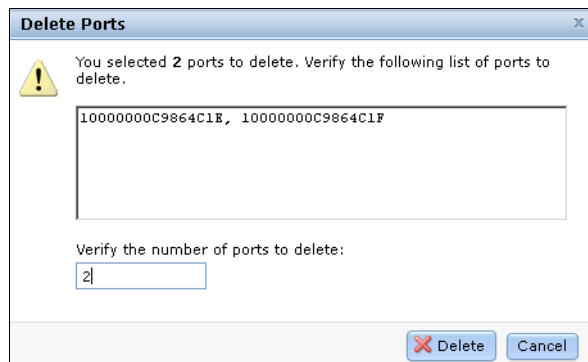 Delete Ports
x
You selected 2 ports to delete. Verify the following list of ports to
delete.
10000000C9864C1E, 10000000C9864C1F
Verify the number of ports to delete:
2
Delete
Cancel